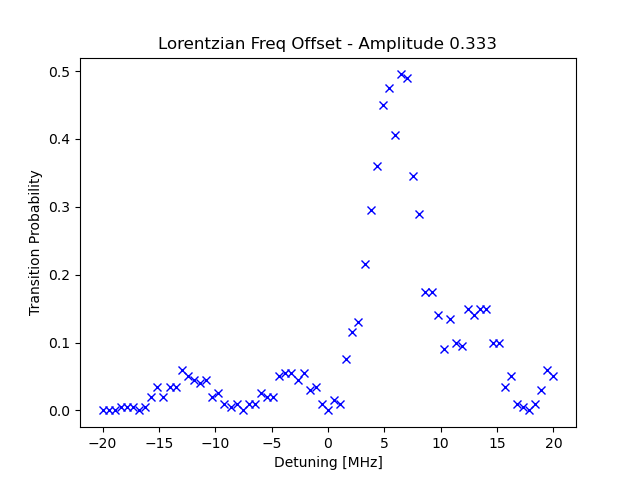 Lorentzian Freq Offset - Amplitude 0.333
Transition Probability
0.5
0.4
0.3
0.2
0.1
0.0
−20 −15 −10 −5 0 5 10 15 20
Detuning [MHz]